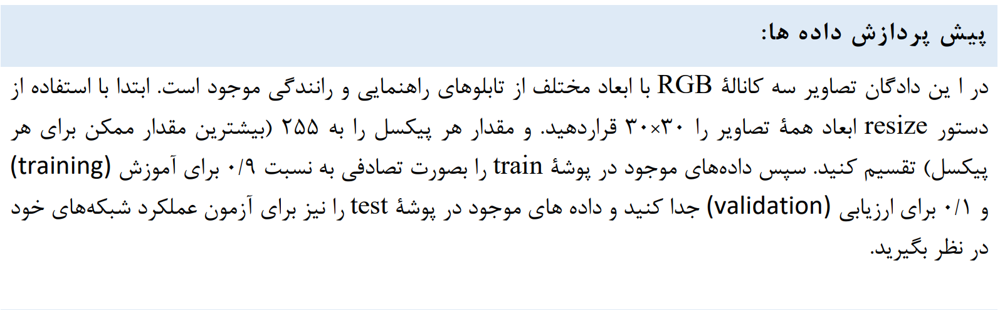 پیش پردازش داده ها:
در ا ین دادگان تصاویر سه کانالهٔ RGB با ابعاد مختلف از تابلوهای راهنمایی و رانندگی موجود است. ابتدا با استفاده از
دستور resize ابعاد همهٔ تصاویر را ۳۰×۳۰ قراردهید. و مقدار هر پیکسل را به ۲۵۵ (بیشترین مقدار ممکن برای هر
پیکسل) تقسیم کنید. سپس داده‌های موجود در پوشهٔ train را بصورت تصادفی به نسبت ۰/۹ برای آموزش (training)
و ۰/۱ برای ارزیابی (validation) جدا کنید و داده های موجود در پوشهٔ test را نیز برای آزمون عملکرد شبکه‌های خود
در نظر بگیرید.